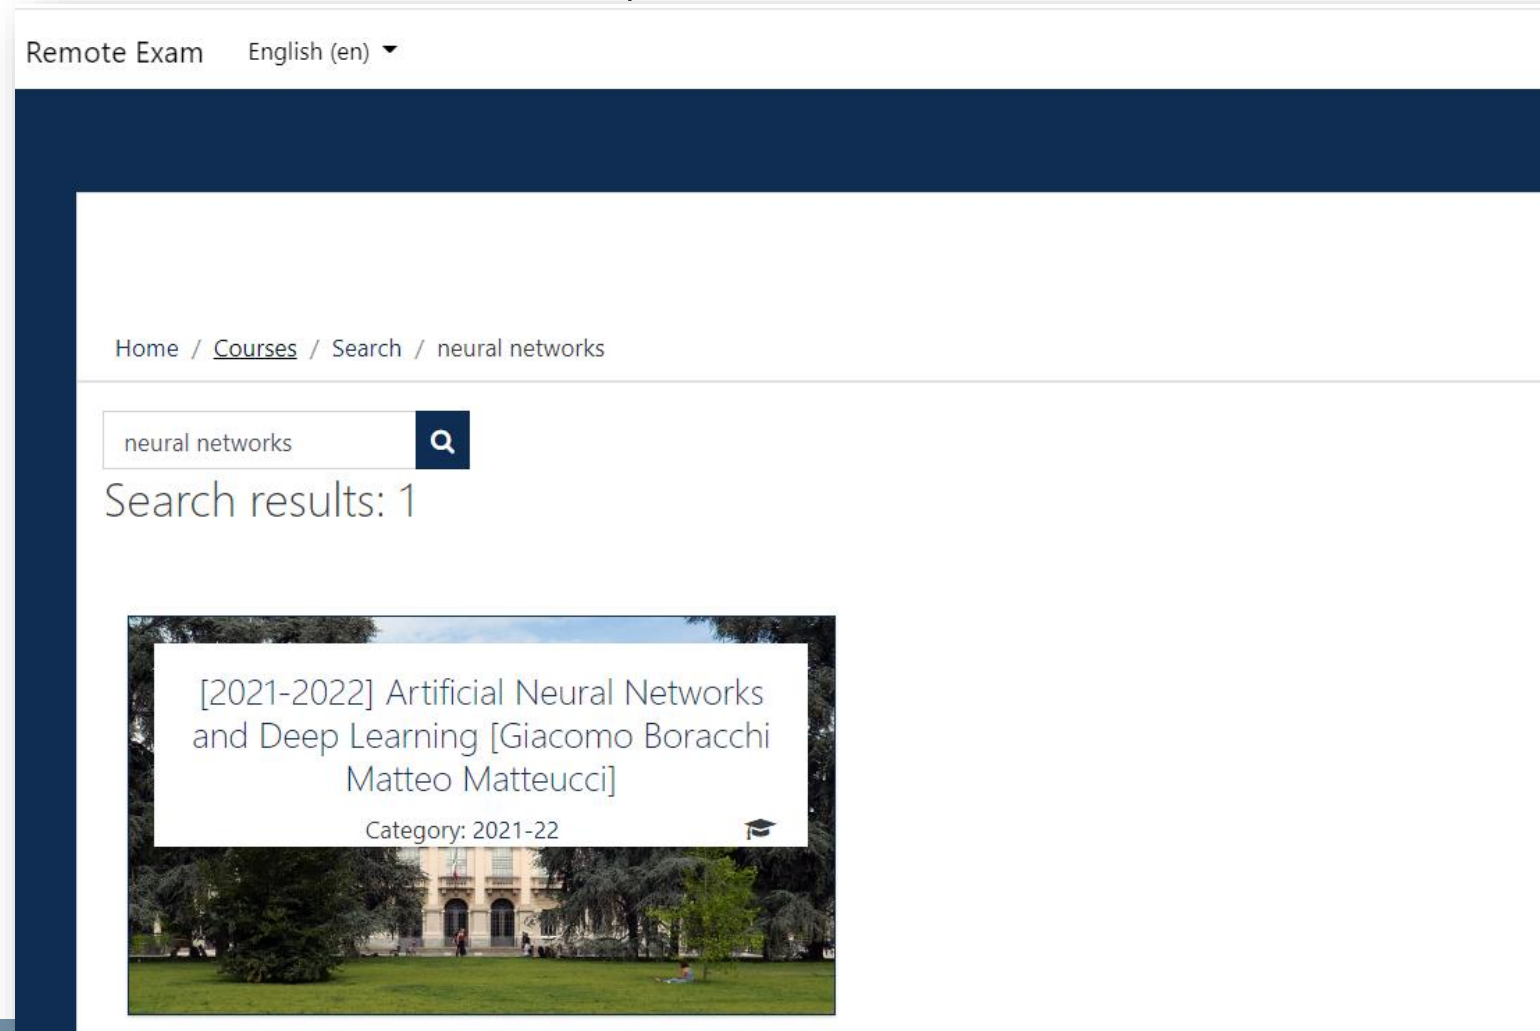 Remote Exam English (en)
Home / Courses / Search / neural networks
neural networks
Search results: 1
[2021-2022] Artificial Neural Networks
and Deep Learning [Giacomo Boracchi
Matteo Matteucci]
Category: 2021-22